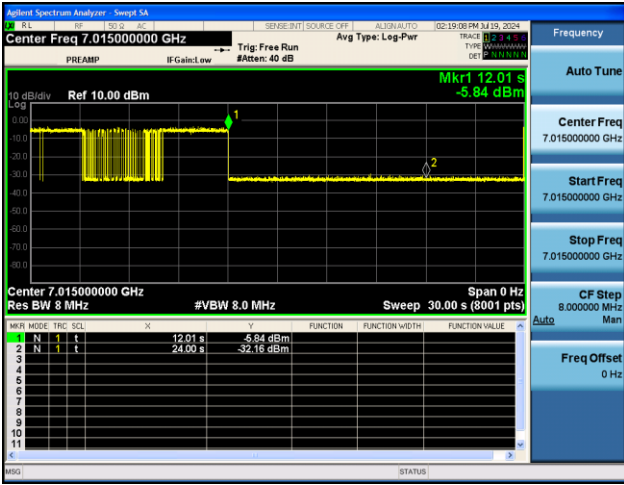 Agilent Spectrum Analyzer - Swept SA
RL RF 50 Ω AC SENSE:INT SOURCE OFF ALIGNAUTO 02:19:08 PM Jul 19, 2024
Center Freq 7.015000000 GHz
PREAMP IFGain:Low
Trig: Free Run
#Atten: 40 dB
Avg Type: Log-Pwr
TRACE 1 2 3 4 5 6
TYPE
DET P N N N N N
Frequency
Mkr1 12.01 s
-5.84 dBm
10 dB/div Ref 10.00 dBm
Log
0.00
-10.0
-20.0
-30.0
-40.0
-50.0
-60.0
-80.0
1
2
Center 7.015000000 GHz Span 0 Hz
Res BW 8 MHz #VBW 8.0 MHz Sweep 30.00 s (8001 pts)
MKR MODE TRC SCL X Y FUNCTION FUNCTION WIDTH FUNCTION VALUE
1 N 1 t 12.01 s -5.84 dBm
2 N 1 t 24.00 s -32.16 dBm
3
4
5
6
7
8
9
10
11
MSG STATUS
Auto Tune
Center Freq
7.015000000 GHz
Start Freq
7.015000000 GHz
Stop Freq
7.015000000 GHz
CF Step
8.000000 MHz
Auto Man
Freq Offset
0 Hz